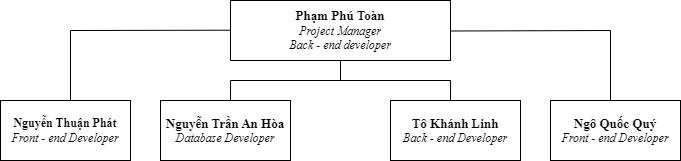 Phạm Phú Toàn
Project Manager
Back - end developer
Nguyễn Thuận Phát
Front - end Developer
Nguyễn Trần An Hòa
Database Developer
Tô Khánh Linh
Back - end Developer
Ngô Quốc Quý
Front - end Developer